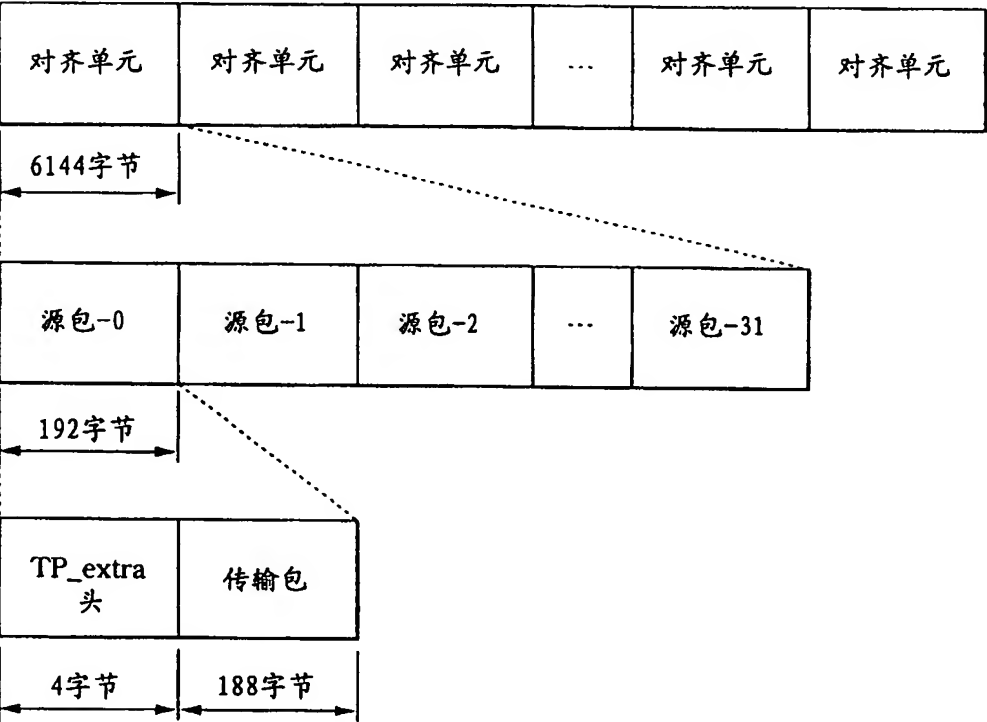 对齐单元 对齐单元 对齐单元 ... 对齐单元 对齐单元
6144字节
源包-0 源包-1 源包-2 ... 源包-31
192字节
TP_extra
头 传输包
4字节 188字节